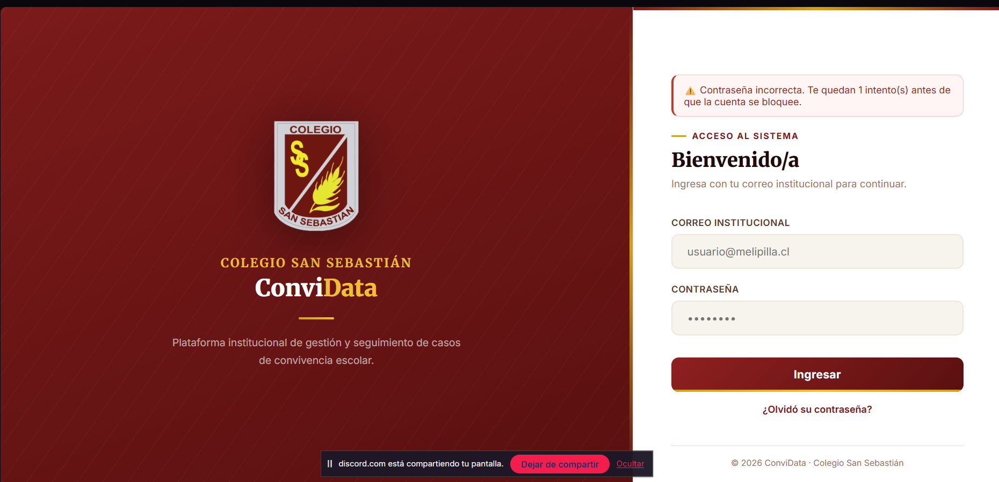 COLEGIO
SS
SAN SEBASTIAN
COLEGIO SAN SEBASTIÁN
ConviData
Plataforma institucional de gestión y seguimiento de casos
de convivencia escolar.
⚠️ Contraseña incorrecta. Te quedan 1 intento(s) antes de
que la cuenta se bloquee.
ACCESO AL SISTEMA
Bienvenido/a
Ingresa con tu correo institucional para continuar.
CORREO INSTITUCIONAL
usuario@melipilla.cl
CONTRASEÑA
••••••••
Ingresar
¿Olvidó su contraseña?
© 2026 ConviData · Colegio San Sebastián
discord.com está compartiendo tu pantalla. Dejar de compartir Ocultar